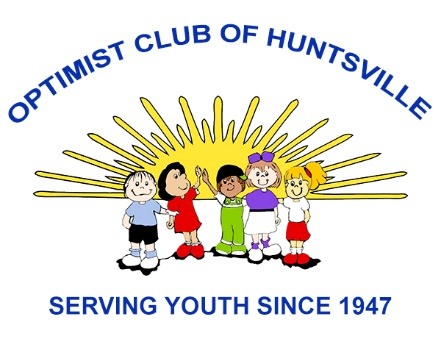 OPTIMIST CLUB OF HUNTSVILLE
SERVING YOUTH SINCE 1947